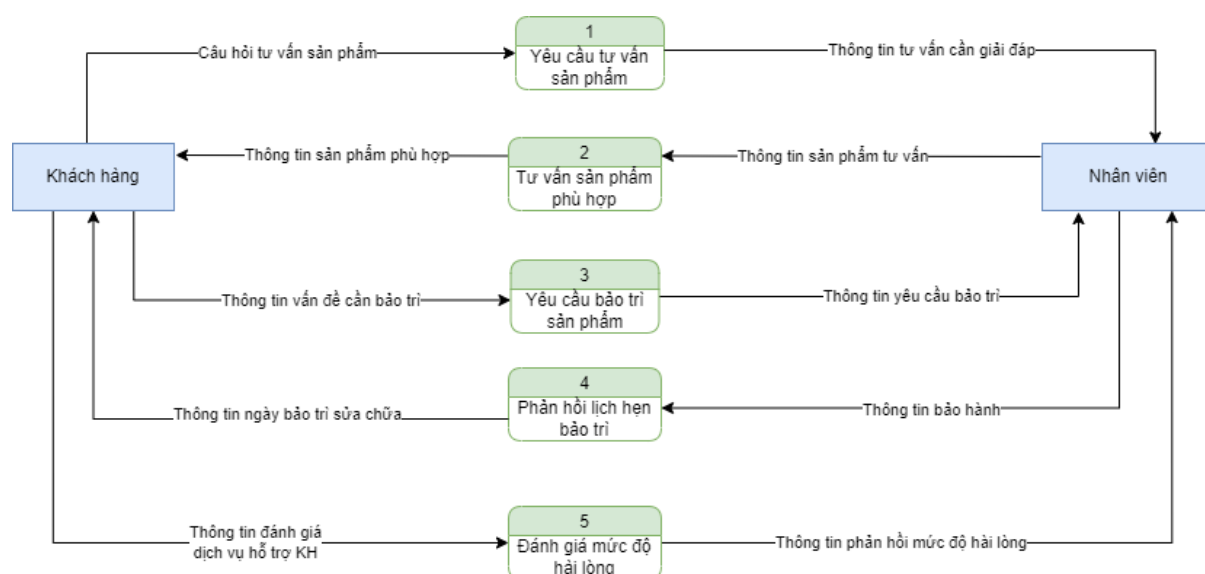 1
Câu hỏi tư vấn sản phẩm
Yêu cầu tư vấn
sản phẩm
Thông tin tư vấn cần giải đáp
Khách hàng
Thông tin sản phẩm phù hợp
2
Tư vấn sản phẩm
phù hợp
Thông tin sản phẩm tư vấn
Nhân viên
3
Thông tin vấn đề cần bảo trì
Yêu cầu bảo trì
sản phẩm
Thông tin yêu cầu bảo trì
4
Thông tin ngày bảo trì sửa chữa
Phản hồi lịch hẹn
bảo trì
Thông tin bảo hành
5
Thông tin đánh giá
dịch vụ hỗ trợ KH
Đánh giá mức độ
hài lòng
Thông tin phản hồi mức độ hài lòng